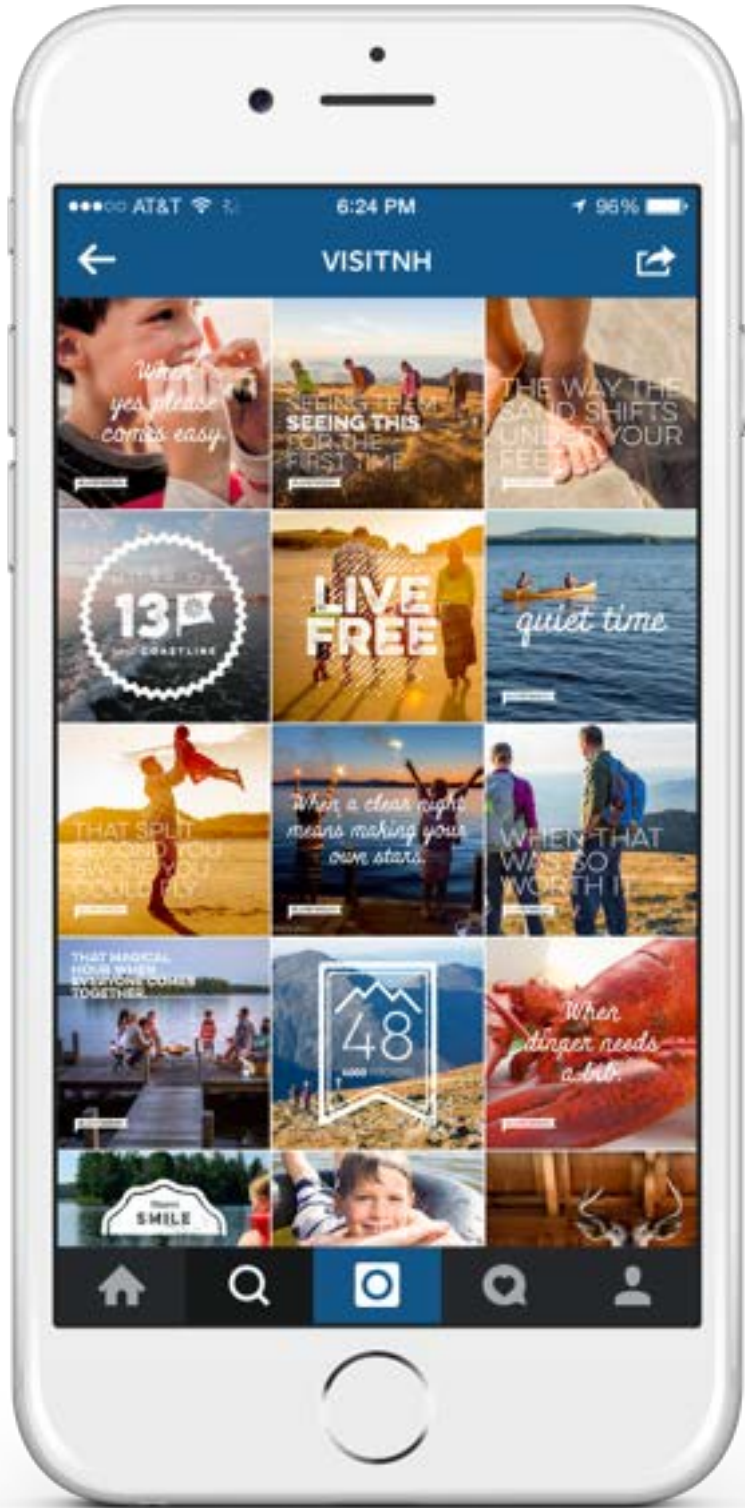 AT&T
6:24 PM
96%
VISITNH
When
yes please
comes easy.
SEEING THEM
SEEING THIS
FOR THE
FIRST TIME
THE WAY THE
SAND SHIFTS
UNDER YOUR
FEET
13
COASTLINE
LIVE
FREE
quiet time
THAT SPLIT
SECOND YOU
SWORE YOU
COULD FLY
When a clear night
means making your
own stars.
WHEN THAT
WAS SO
WORTH IT
THAT MAGICAL
HOUR WHEN
EVERYONE COMES
TOGETHER.
48
4000
When
dinner needs
a bib.
SMILE